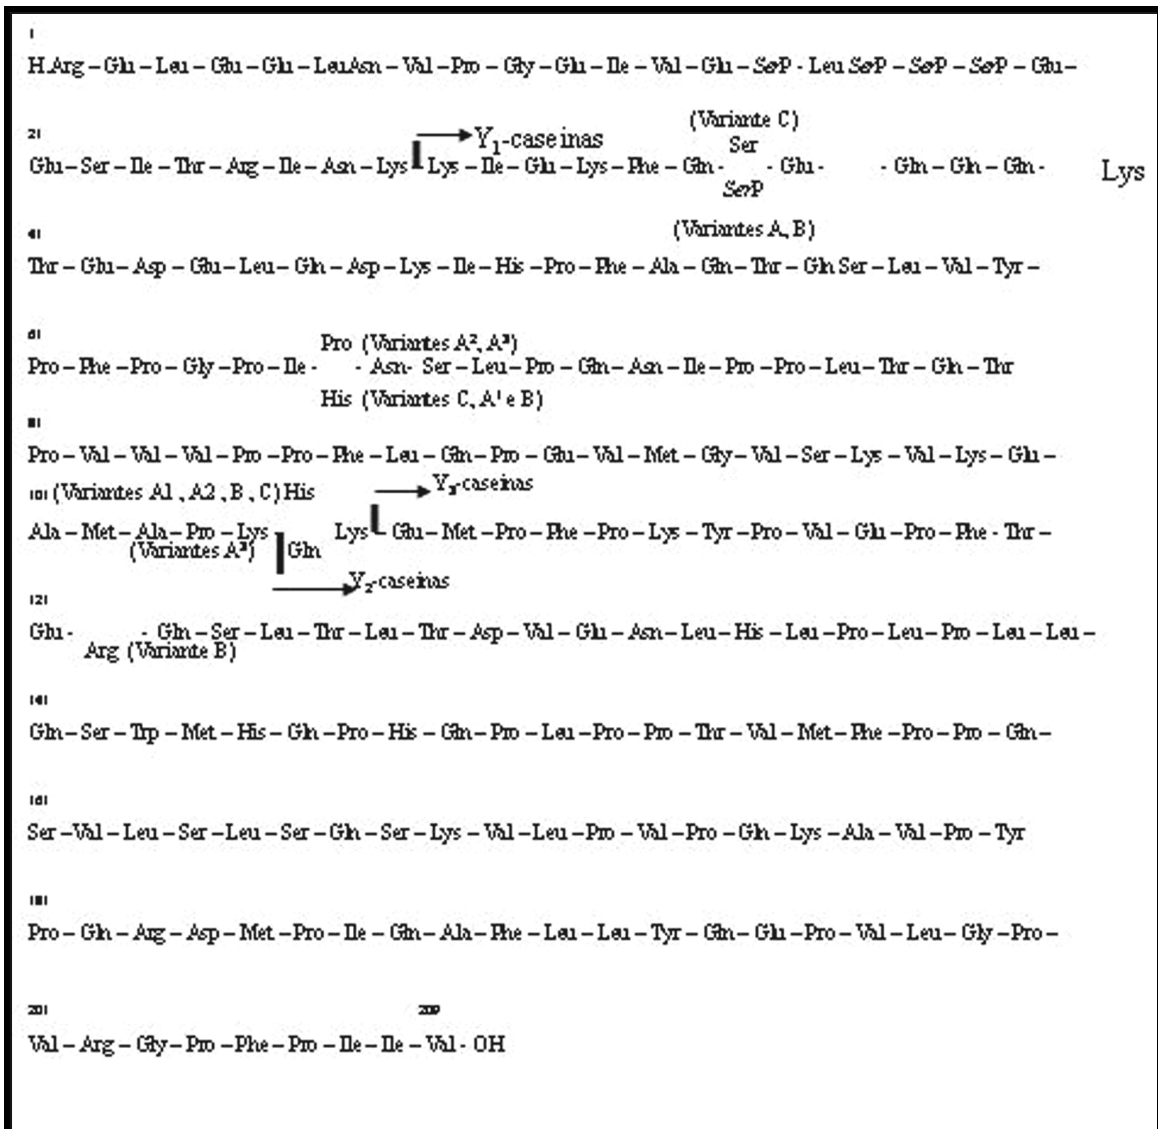 1
H.Arg – Glu – Leu – Glu – Glu – LeuAsn – Val – Pro – Gly – Glu – Ile – Val – Glu – SerP - Leu SerP – SerP – SerP – Glu –
21
(Variante C)
Υ1-caseinas
Ser
Glu – Ser – Ile – Thr – Arg – Ile – Asn – Lys Lys – Ile – Glu – Lys – Phe – Gln - - Glu - - Gln – Gln – Gln - Lys
SerP
(Variantes A, B)
41
Thr – Glu – Asp – Glu – Leu – Gln – Asp – Lys – Ile – His – Pro – Phe – Ala – Gln – Thr – Gln Ser – Leu – Val – Tyr –
61
Pro (Variantes A², A³)
Pro – Phe – Pro – Gly – Pro – Ile - - Asn - Ser – Leu – Pro – Gln – Asn – Ile – Pro – Pro – Leu – Thr – Gln – Thr
His (Variantes C, A¹ e B)
81
Pro – Val – Val – Val – Pro – Pro – Phe – Leu – Gln – Pro – Glu – Val – Met – Gly – Val – Ser – Lys – Val – Lys – Glu –
101 (Variantes A1 , A2 , B , C) His
Υ3-caseinas
Ala – Met – Ala – Pro – Lys Lys – Glu – Met – Pro – Phe – Pro – Lys – Tyr – Pro – Val – Glu – Pro – Phe - Thr –
(Variantes A³) Gln
Υ2-caseinas
121
Glu - - Gln – Ser – Leu – Thr – Leu – Thr – Asp – Val – Glu – Asn – Leu – His – Leu – Pro – Leu – Pro – Leu – Leu –
Arg (Variante B)
141
Gln – Ser – Trp – Met – His – Gln – Pro – His – Gln – Pro – Leu – Pro – Pro – Thr – Val – Met – Phe – Pro – Pro – Gln –
161
Ser – Val – Leu – Ser – Leu – Ser – Gln – Ser – Lys – Val – Leu – Pro – Val – Pro – Gln – Lys – Ala – Val – Pro – Tyr
181
Pro – Gln – Arg – Asp – Met – Pro – Ile – Gln – Ala – Phe – Leu – Leu – Tyr – Gln – Glu – Pro – Val – Leu – Gly – Pro –
201 209
Val – Arg – Gly – Pro – Phe – Pro – Ile – Ile – Val - OH